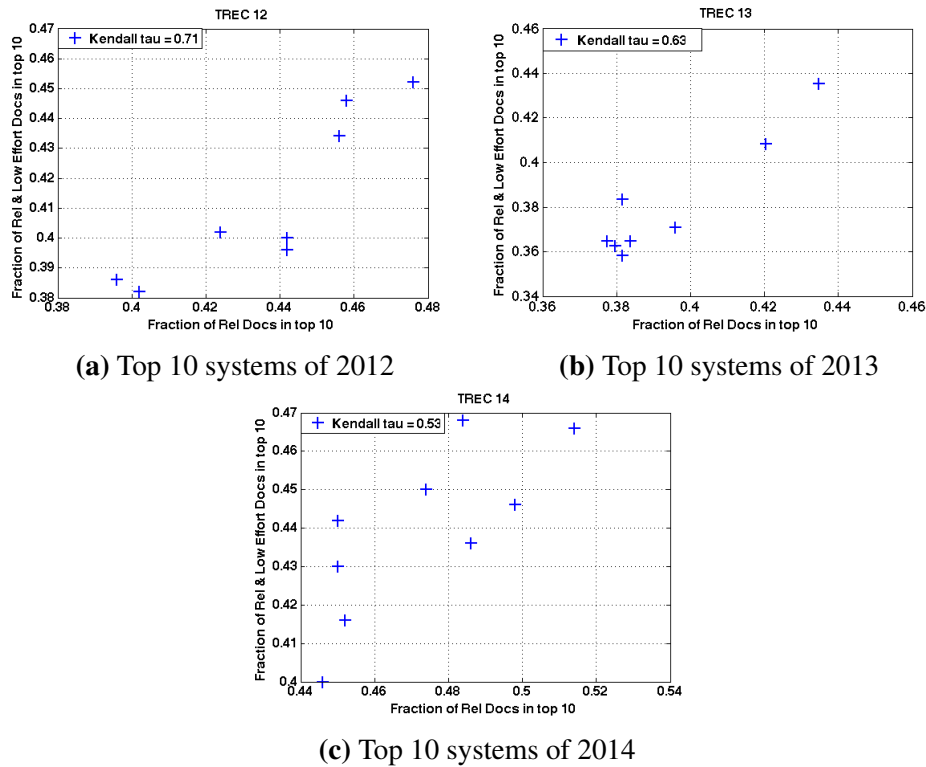 TREC 12
Kendall tau = 0.71
Fraction of Rel & Low Effort Docs in top 10
0.47
0.46
0.45
0.44
0.43
0.42
0.41
0.4
0.39
0.38
0.38 0.4 0.42 0.44 0.46 0.48
Fraction of Rel Docs in top 10
(a) Top 10 systems of 2012
TREC 13
Kendall tau = 0.63
Fraction of Rel & Low Effort Docs in top 10
0.46
0.44
0.42
0.4
0.38
0.36
0.34
0.36 0.38 0.4 0.42 0.44 0.46
Fraction of Rel Docs in top 10
(b) Top 10 systems of 2013
TREC 14
Kendall tau = 0.53
Fraction of Rel & Low Effort Docs in top 10
0.47
0.46
0.45
0.44
0.43
0.42
0.41
0.4
0.44 0.46 0.48 0.5 0.52 0.54
Fraction of Rel Docs in top 10
(c) Top 10 systems of 2014